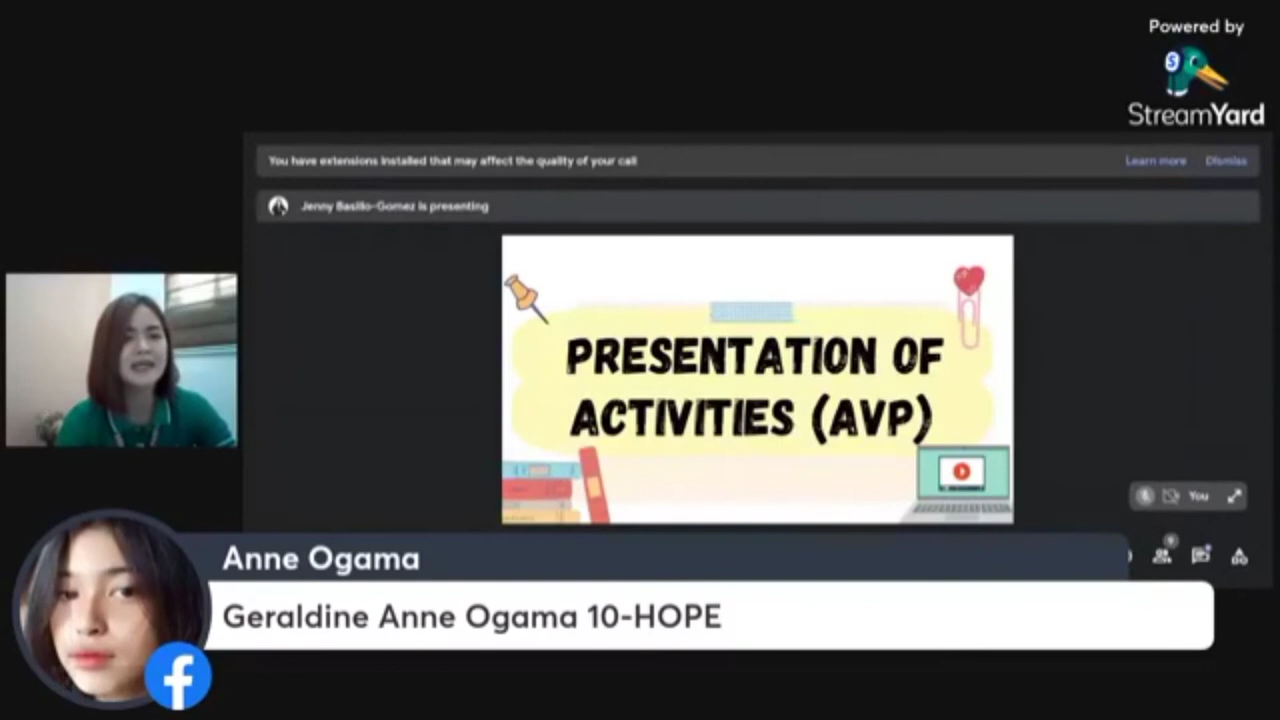 Powered by
StreamYard
You have extensions installed that may affect the quality of your call
Learn more
Dismiss
Jenny Basillo-Gomez is presenting
PRESENTATION OF
ACTIVITIES (AVP)
You
Anne Ogama
Geraldine Anne Ogama 10-HOPE